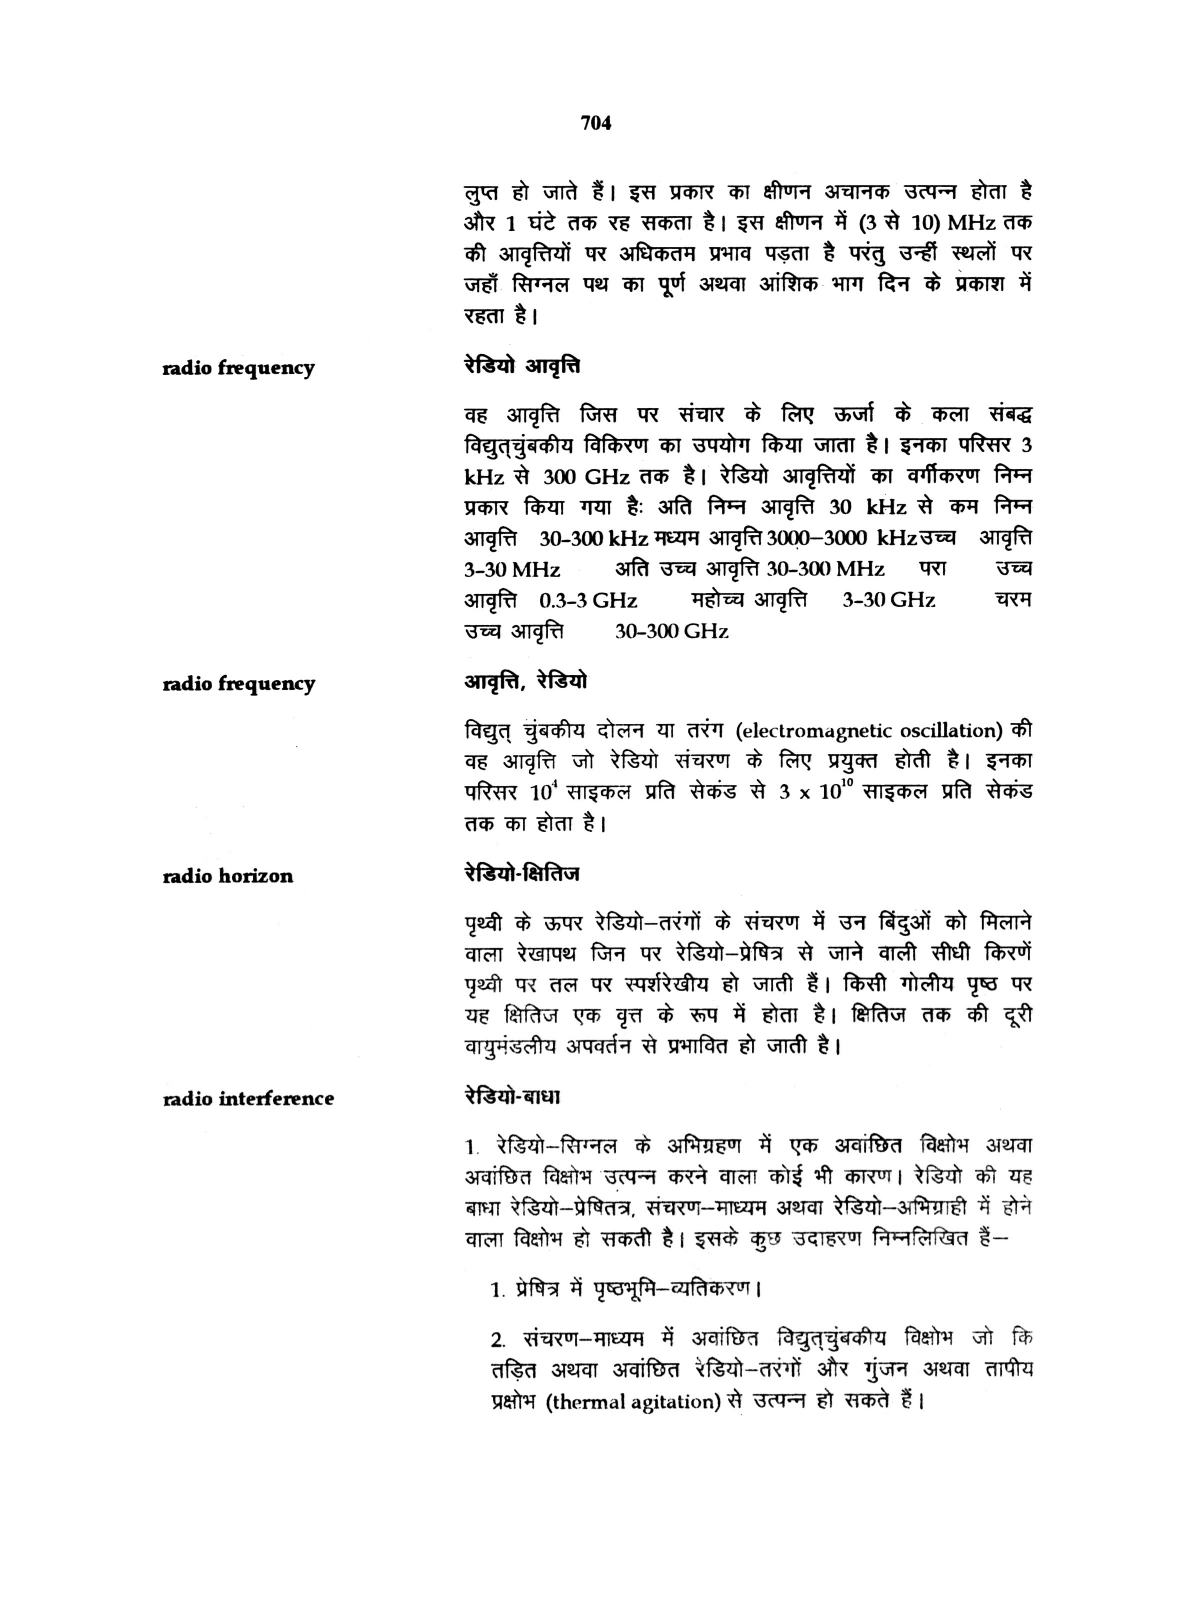 704
लुप्त हो जाते हैं। इस प्रकार का क्षीणन अचानक उत्पन्न होता है
और 1 घंटे तक रह सकता है। इस क्षीणन में (3 से 10) MHz तक
की आवृत्तियों पर अधिकतम प्रभाव पड़ता है परंतु उन्हीं स्थलों पर
जहाँ सिग्नल पथ का पूर्ण अथवा आंशिक भाग दिन के प्रकाश में
रहता है।
radio frequency रेडियो आवृत्ति
वह आवृत्ति जिस पर संचार के लिए ऊर्जा के कला संबद्ध
विद्युत्चुंबकीय विकिरण का उपयोग किया जाता है। इनका परिसर 3
kHz से 300 GHz तक है। रेडियो आवृत्तियों का वर्गीकरण निम्न
प्रकार किया गया हैः अति निम्न आवृत्ति 30 kHz से कम निम्न
आवृत्ति 30-300 kHz मध्यम आवृत्ति 3000–3000 kHz उच्च आवृत्ति
3-30 MHz अति उच्च आवृत्ति 30-300 MHz परा उच्च
आवृत्ति 0.3-3 GHz महोच्च आवृत्ति 3-30 GHz चरम
उच्च आवृत्ति 30-300 GHz
radio frequency आवृत्ति, रेडियो
विद्युत् चुंबकीय दोलन या तरंग (electromagnetic oscillation) की
वह आवृत्ति जो रेडियो संचरण के लिए प्रयुक्त होती है। इनका
परिसर 10⁴ साइकल प्रति सेकंड से 3 x 10¹⁰ साइकल प्रति सेकंड
तक का होता है।
radio horizon रेडियो-क्षितिज
पृथ्वी के ऊपर रेडियो–तरंगों के संचरण में उन बिंदुओं को मिलाने
वाला रेखापथ जिन पर रेडियो–प्रेषित्र से जाने वाली सीधी किरणें
पृथ्वी पर तल पर स्पर्शरेखीय हो जाती हैं। किसी गोलीय पृष्ठ पर
यह क्षितिज एक वृत्त के रूप में होता है। क्षितिज तक की दूरी
वायुमंडलीय अपवर्तन से प्रभावित हो जाती है।
radio interference रेडियो-बाधा
1. रेडियो–सिग्नल के अभिग्रहण में एक अवांछित विक्षोभ अथवा
अवांछित विक्षोभ उत्पन्न करने वाला कोई भी कारण। रेडियो की यह
बाधा रेडियो–प्रेषितत्र, संचरण–माध्यम अथवा रेडियो–अभिग्राही में होने
वाला विक्षोभ हो सकती है। इसके कुछ उदाहरण निम्नलिखित हैं–
1. प्रेषित्र में पृष्ठभूमि–व्यतिकरण।
2. संचरण–माध्यम में अवांछित विद्युत्चुंबकीय विक्षोभ जो कि
तड़ित अथवा अवांछित रेडियो–तरंगों और गुंजन अथवा तापीय
प्रक्षोभ (thermal agitation) से उत्पन्न हो सकते हैं।